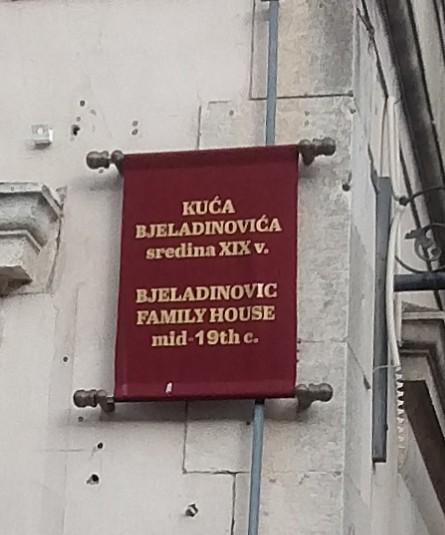 KUĆA
BJELADINOVIĆA
sredina XIX v.
BJELADINOVIC
FAMILY HOUSE
mid-19th c.